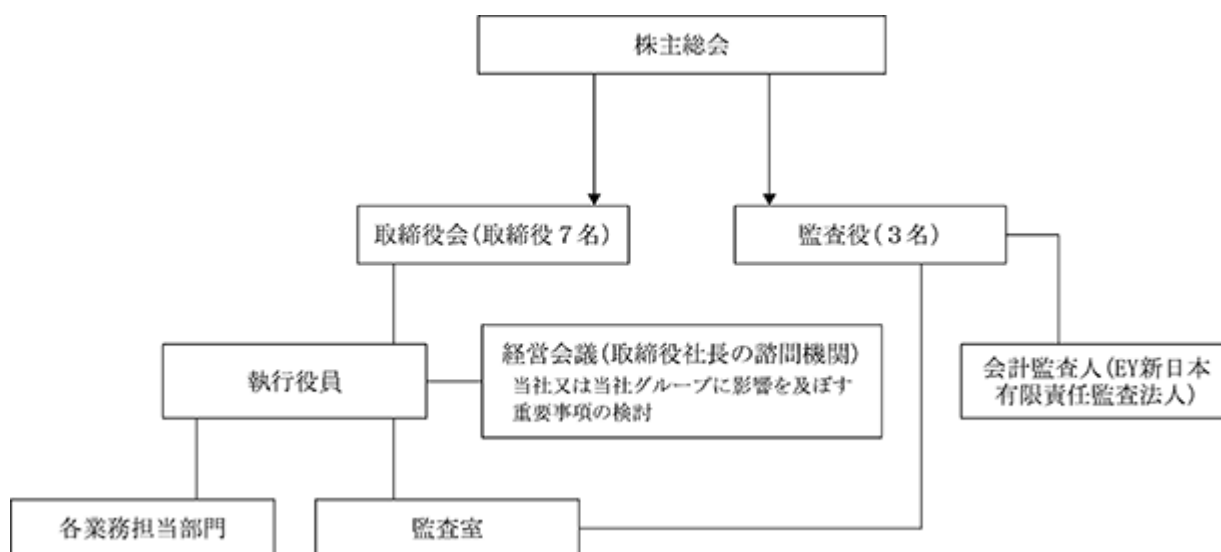 株主総会
取締役会(取締役７名)
監査役(３名)
経営会議(取締役社長の諮問機関)
当社又は当社グループに影響を及ぼす
重要事項の検討
執行役員
会計監査人(EY新日本
有限責任監査法人)
各業務担当部門
監査室